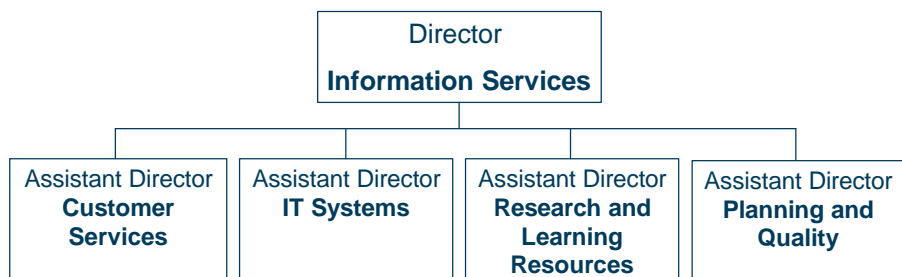 Director
Information Services
Assistant Director
Customer
Services
Assistant Director
IT Systems
Assistant Director
Research and
Learning
Resources
Assistant Director
Planning and
Quality